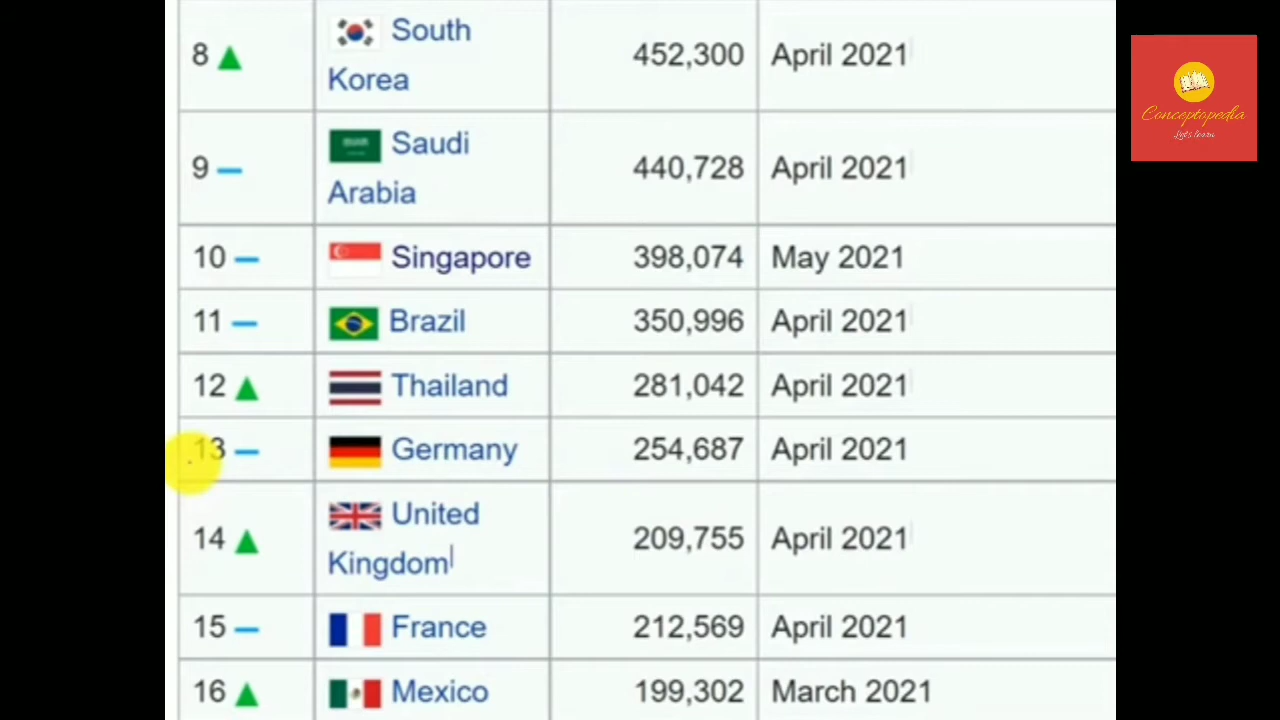 8 South Korea 452,300 April 2021
9 Saudi Arabia 440,728 April 2021
10 Singapore 398,074 May 2021
11 Brazil 350,996 April 2021
12 Thailand 281,042 April 2021
13 Germany 254,687 April 2021
14 United Kingdom 209,755 April 2021
15 France 212,569 April 2021
16 Mexico 199,302 March 2021
Conceptopedia
Let's learn